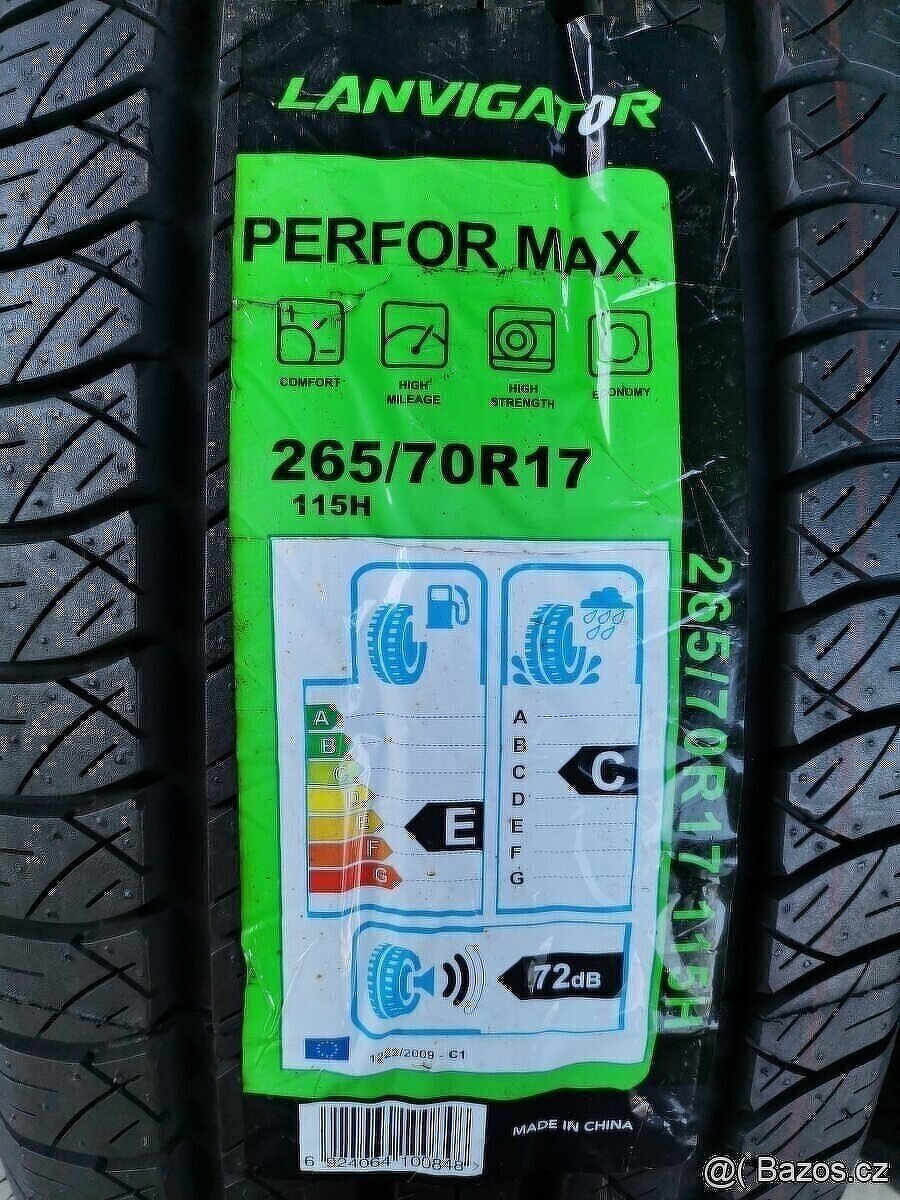 LANVIGATOR
PERFOR MAX
COMFORT
HIGH
MILEAGE
HIGH
STRENGTH
ECONOMY
265/70R17
115H
265/70R17 115H
A
B
C
D
E
F
G
E
A
B
C
D
E
F
G
C
72dB
/2009 - C1
6 924064 100848 >
MADE IN CHINA
@( Bazos.cz